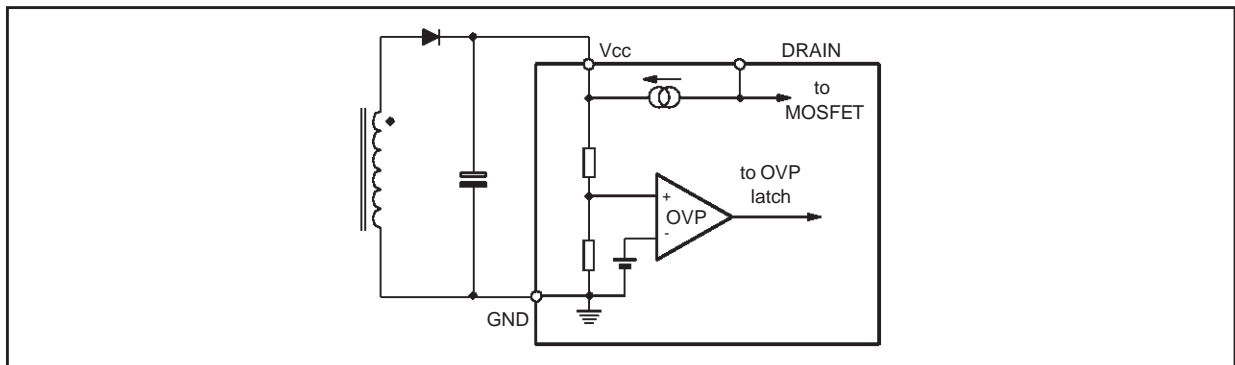 Vcc
DRAIN
to
MOSFET
to OVP
latch
+
OVP
-
GND